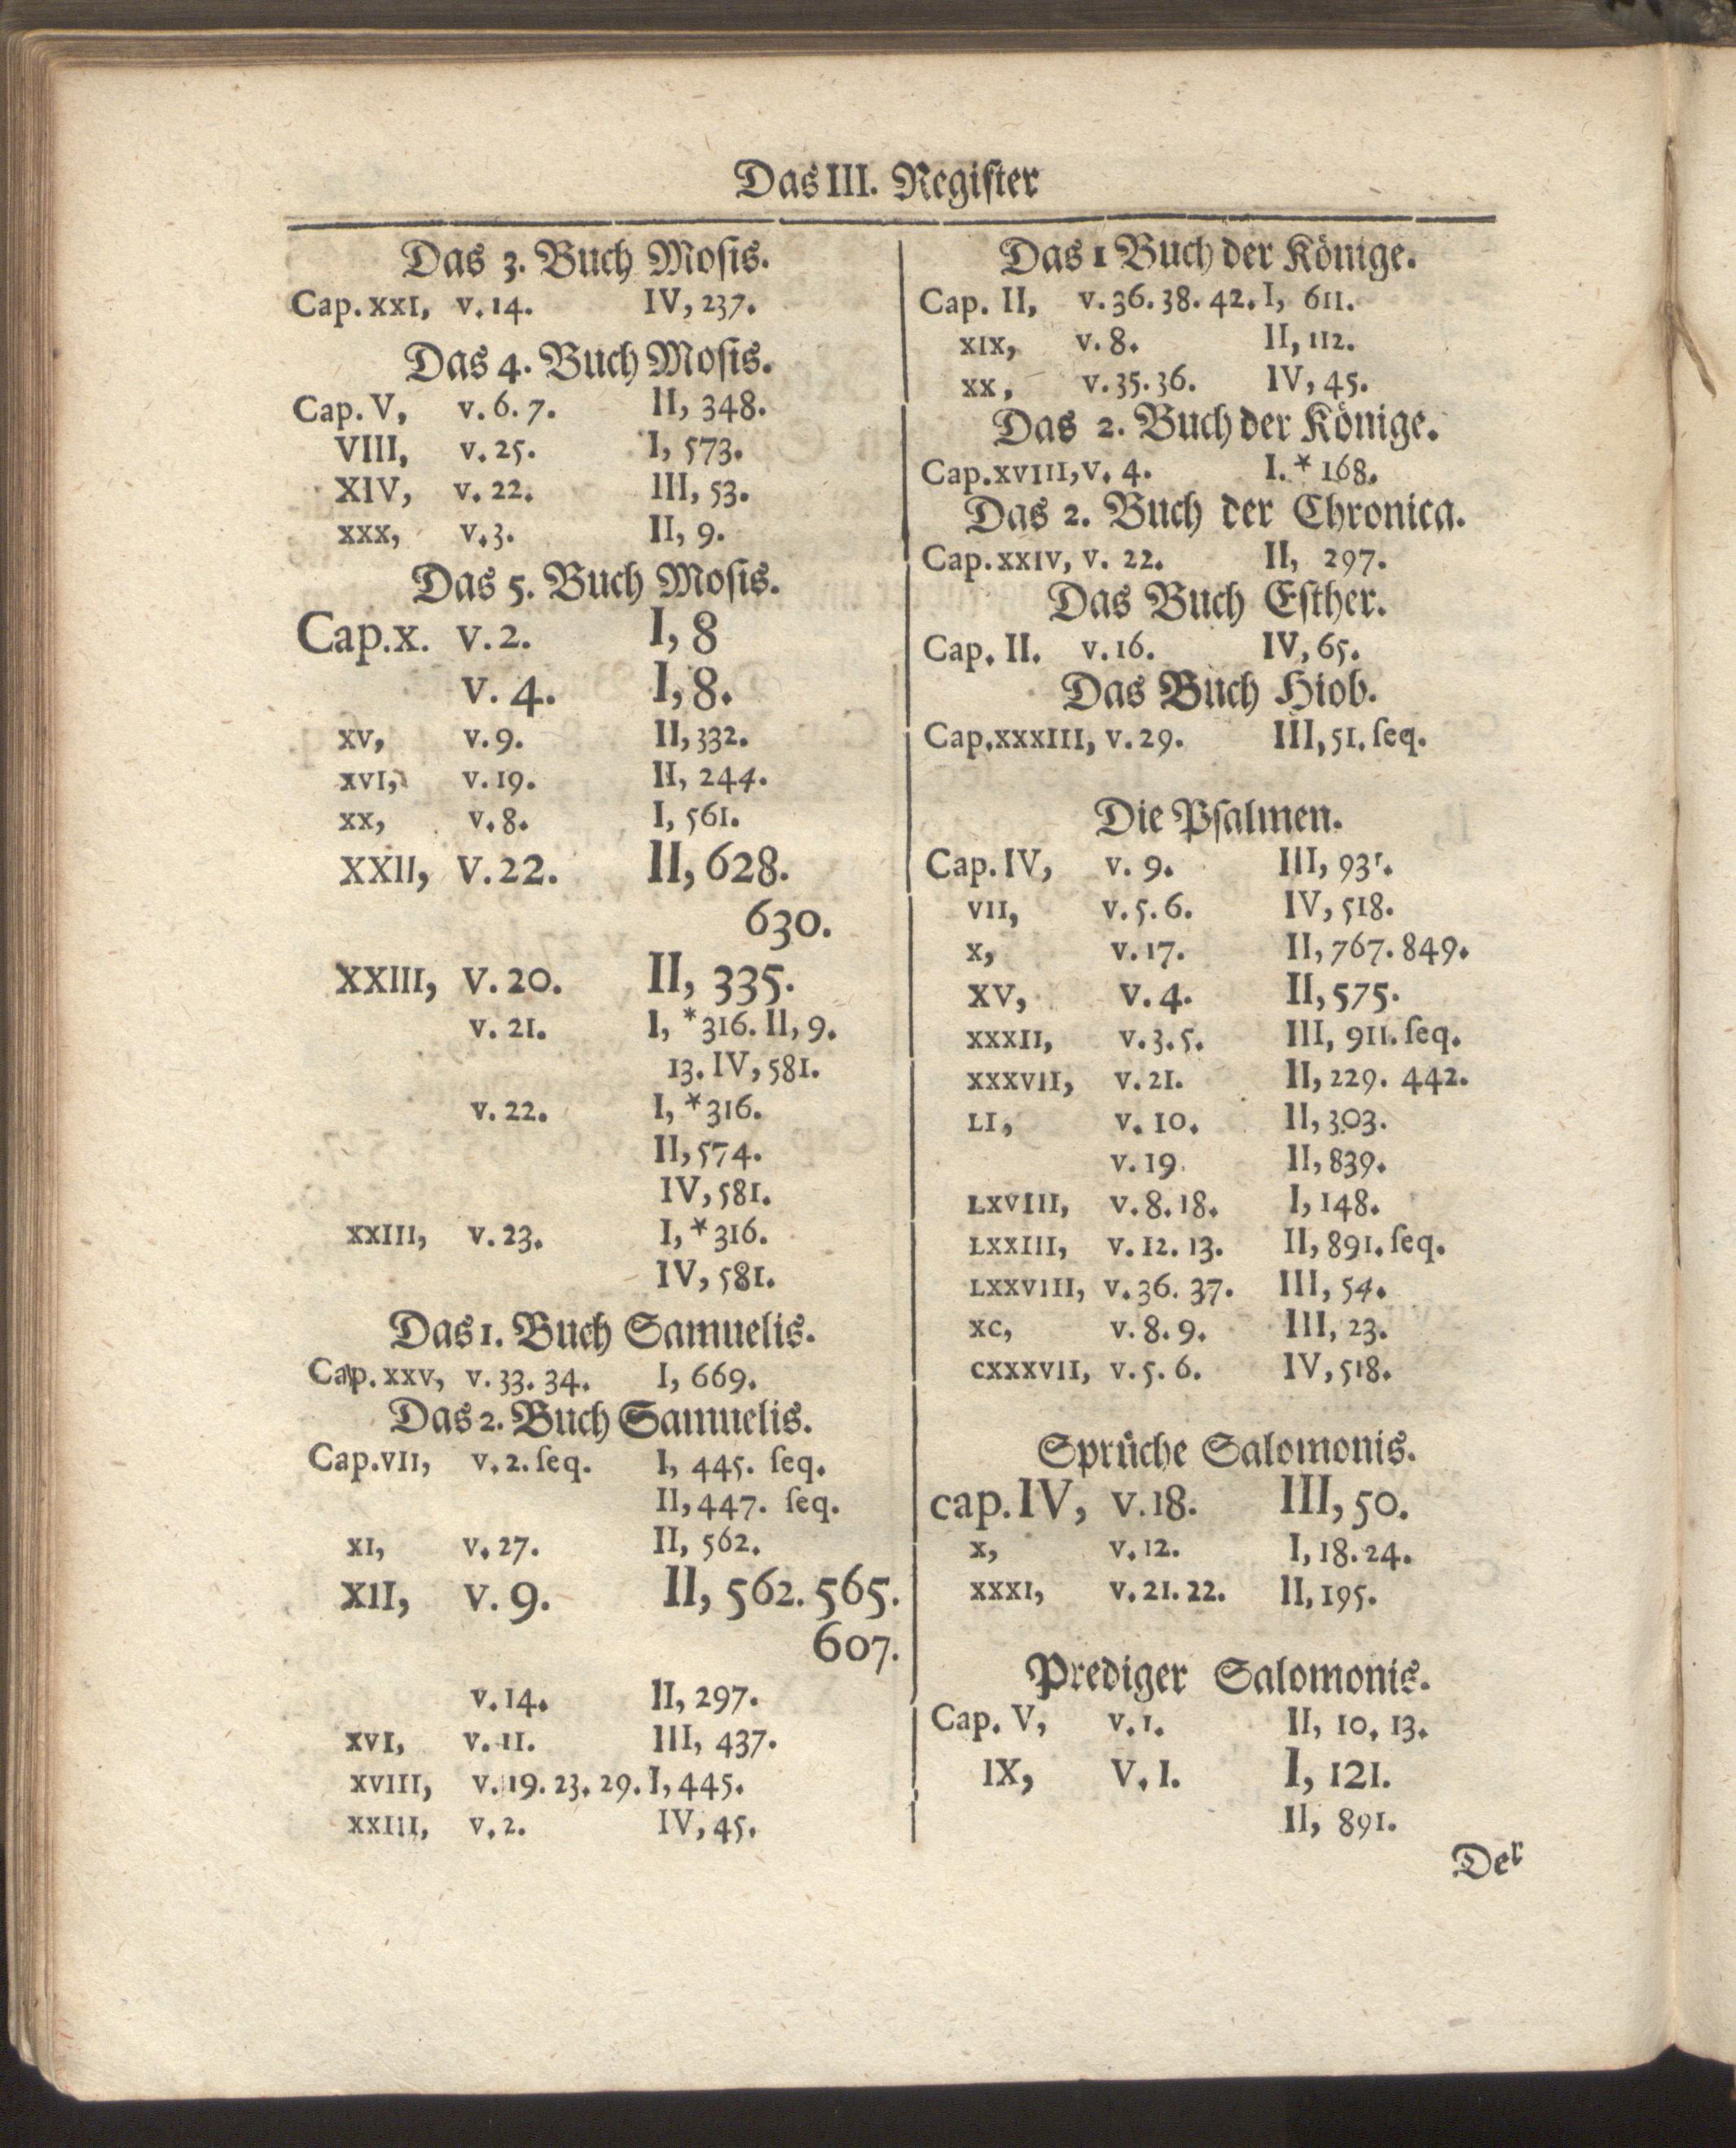 Das III. Regiſter
Das 3. Buch Moſis.
Cap. XXI, v. 14. IV, 237.
Das 4. Buch Moſis.
Cap. V, v. 6. 7. II, 348.
VIII, v. 25. I, 573.
XIV, v. 22. III, 53.
XXX, v. 3. II, 9.
Das 5. Buch Moſis.
Cap. X. v. 2. I, 8
v. 4. I, 8.
XV, v. 9. II, 332.
XVI, v. 19. II, 244.
XX, v. 8. I, 561.
XXII, v. 22. II, 628.
630.
XXIII, v. 20. II, 335.
v. 21. I, *316. II, 9.
13. IV, 581.
v. 22. I, *316.
II, 574.
IV, 581.
XXIII, v. 23. I, *316.
IV, 581.
Das 1. Buch Samuelis.
Cap. XXV, v. 33. 34. I, 669.
Das 2. Buch Samuelis.
Cap. VII, v. 2. ſeq. I, 445. ſeq.
II, 447. ſeq.
XI, v. 27. II, 562.
XII, v. 9. II, 562. 565.
607.
v. 14. II, 297.
XVI, v. 11. III, 437.
XVIII, v. 19. 23. 29. I, 445.
XXIII, v. 2. IV, 45.
Das 1 Buch der Könige.
Cap. II, v. 36. 38. 42. I, 611.
XIX, v. 8. II, 112.
XX, v. 35. 36. IV, 45.
Das 2. Buch der Könige.
Cap. XVIII, v. 4. I. * 168.
Das 2. Buch der Chronica.
Cap. XXIV, v. 22. II, 297.
Das Buch Eſther.
Cap. II. v. 16. IV, 65.
Das Buch Hiob.
Cap. XXXIII, v. 29. III, 51. ſeq.
Die Pſalmen.
Cap. IV, v. 9. III, 931.
VII, v. 5. 6. IV, 518.
X, v. 17. II, 767. 849.
XV, v. 4. II, 575.
XXXII, v. 3. 5. III, 911. ſeq.
XXXVII, v. 21. II, 229. 442.
LI, v. 10. II, 303.
v. 19. II, 839.
LXVIII, v. 8. 18. I, 148.
LXXIII, v. 12. 13. II, 891. ſeq.
LXXVIII, v. 36. 37. III, 54.
XC, v. 8. 9. III, 23.
CXXXVII, v. 5. 6. IV, 518.
Sprüche Salomonis.
cap. IV, v. 18. III, 50.
X, v. 12. I, 18. 24.
XXXI, v. 21. 22. II, 195.
Prediger Salomonis.
Cap. V, v. 1. II, 10. 13.
IX, v. 1. I, 121.
II, 891.
Der